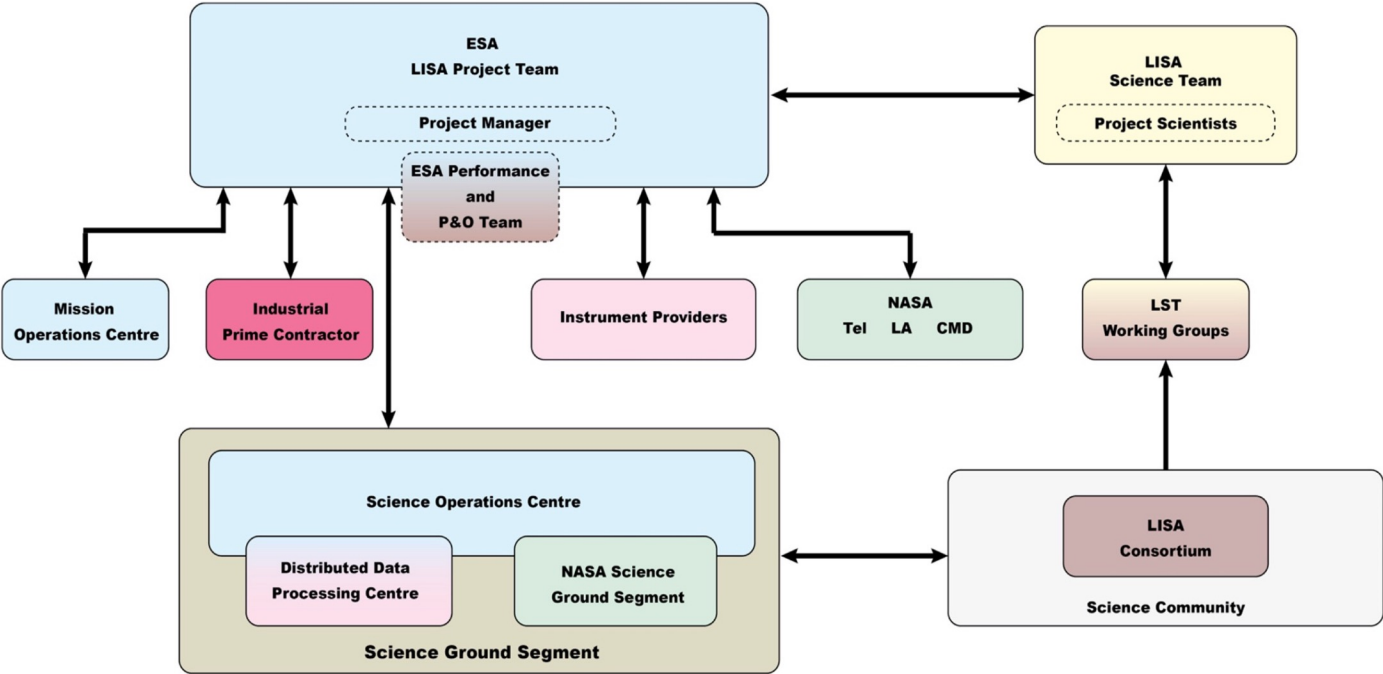 ESA
LISA Project Team
Project Manager
ESA Performance
and
P&O Team
LISA
Science Team
Project Scientists
Mission
Operations Centre
Industrial
Prime Contractor
Instrument Providers
NASA
Tel LA CMD
LST
Working Groups
Science Operations Centre
Distributed Data
Processing Centre
NASA Science
Ground Segment
Science Ground Segment
LISA
Consortium
Science Community